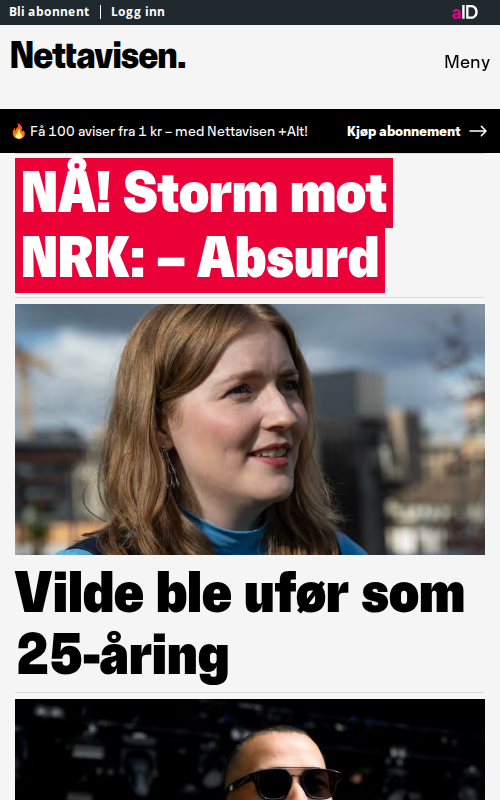 Bli abonnent
Logg inn
aID
Nettavisen.
Meny
🔥 Få 100 aviser fra 1 kr – med Nettavisen +Alt!
Kjøp abonnement →
NÅ! Storm mot
NRK: – Absurd
Vilde ble ufør som
25-åring